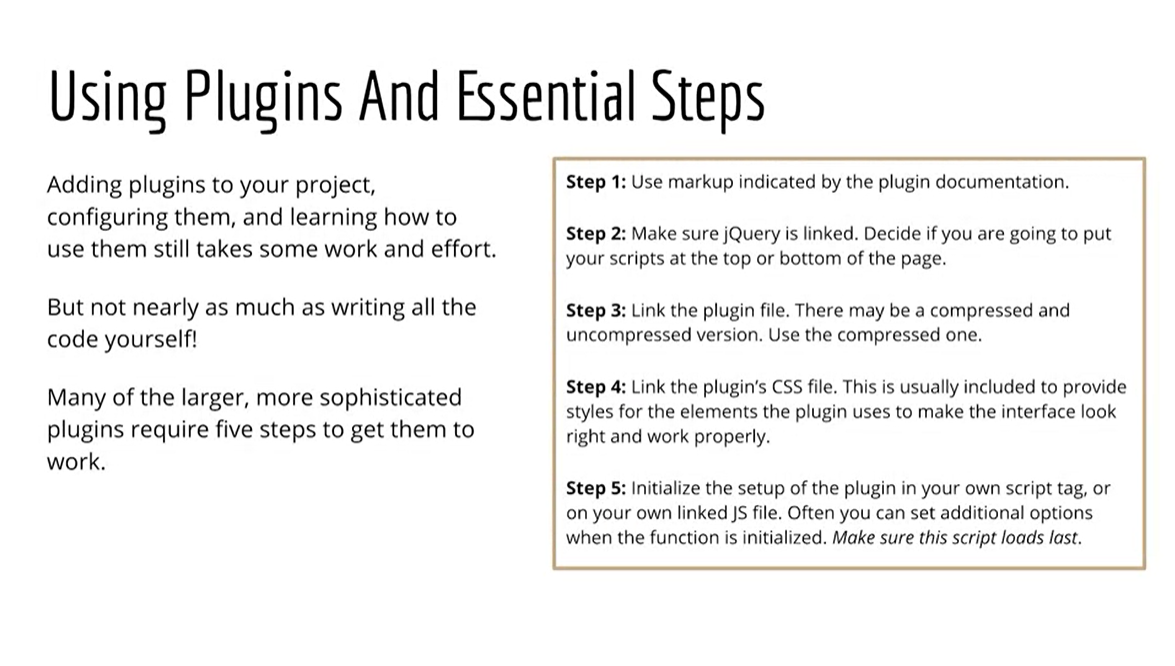 Using Plugins And Essential Steps
Adding plugins to your project,
configuring them, and learning how to
use them still takes some work and effort.
But not nearly as much as writing all the
code yourself!
Many of the larger, more sophisticated
plugins require five steps to get them to
work.
Step 1: Use markup indicated by the plugin documentation.
Step 2: Make sure jQuery is linked. Decide if you are going to put
your scripts at the top or bottom of the page.
Step 3: Link the plugin file. There may be a compressed and
uncompressed version. Use the compressed one.
Step 4: Link the plugin’s CSS file. This is usually included to provide
styles for the elements the plugin uses to make the interface look
right and work properly.
Step 5: Initialize the setup of the plugin in your own script tag, or
on your own linked JS file. Often you can set additional options
when the function is initialized. Make sure this script loads last.